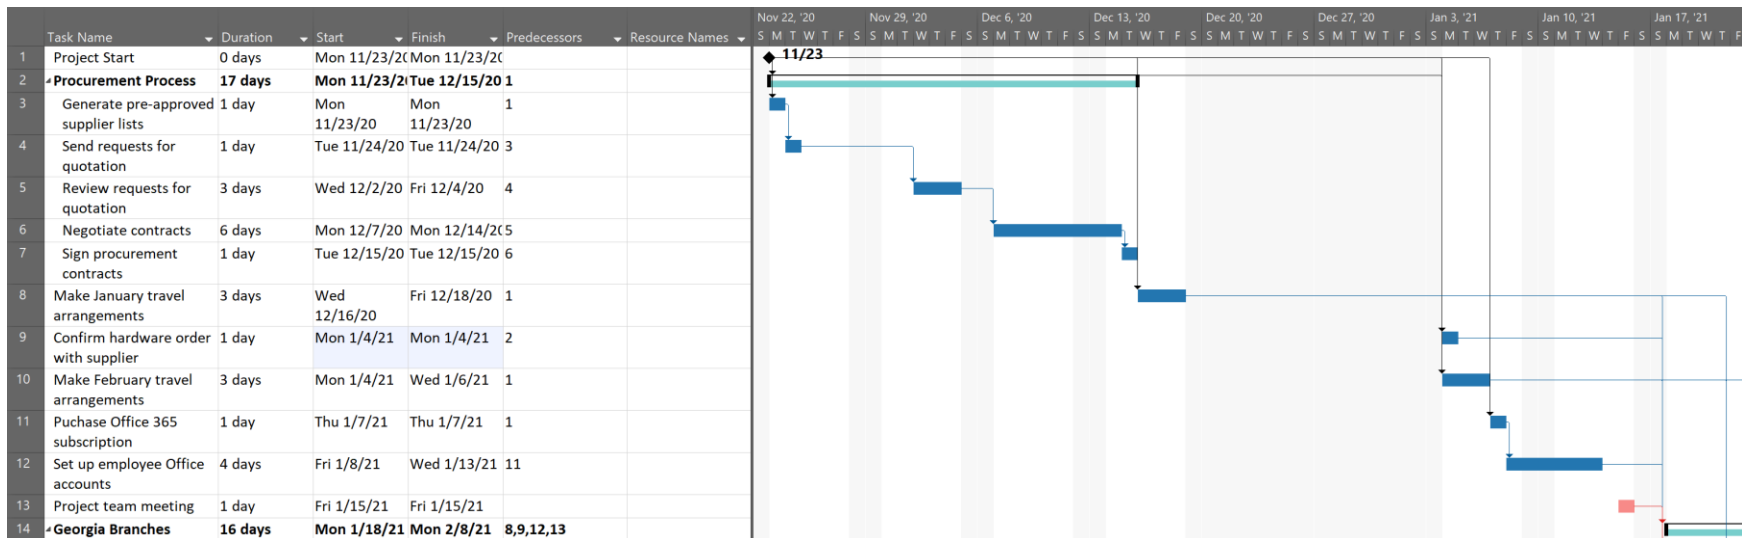 Nov 22, '20 Nov 29, '20 Dec 6, '20 Dec 13, '20 Dec 20, '20 Dec 27, '20 Jan 3, '21 Jan 10, '21 Jan 17, '21
Task Name Duration Start Finish Predecessors Resource Names S M T W T F S S M T W T F S S M T W T F S S M T W T F S S M T W T F S S M T W T F S S M T W T F S S M T W T F S S M T W T F
1 Project Start 0 days Mon 11/23/20 Mon 11/23/20 11/23
2 Procurement Process 17 days Mon 11/23/20 Tue 12/15/20 1
3 Generate pre-approved 1 day Mon Mon 1
supplier lists 11/23/20 11/23/20
4 Send requests for 1 day Tue 11/24/20 Tue 11/24/20 3
quotation
5 Review requests for 3 days Wed 12/2/20 Fri 12/4/20 4
quotation
6 Negotiate contracts 6 days Mon 12/7/20 Mon 12/14/20 5
7 Sign procurement 1 day Tue 12/15/20 Tue 12/15/20 6
contracts
8 Make January travel 3 days Wed Fri 12/18/20 1
arrangements 12/16/20
9 Confirm hardware order 1 day Mon 1/4/21 Mon 1/4/21 2
with supplier
10 Make February travel 3 days Mon 1/4/21 Wed 1/6/21 1
arrangements
11 Puchase Office 365 1 day Thu 1/7/21 Thu 1/7/21 1
subscription
12 Set up employee Office 4 days Fri 1/8/21 Wed 1/13/21 11
accounts
13 Project team meeting 1 day Fri 1/15/21 Fri 1/15/21
14 Georgia Branches 16 days Mon 1/18/21 Mon 2/8/21 8,9,12,13